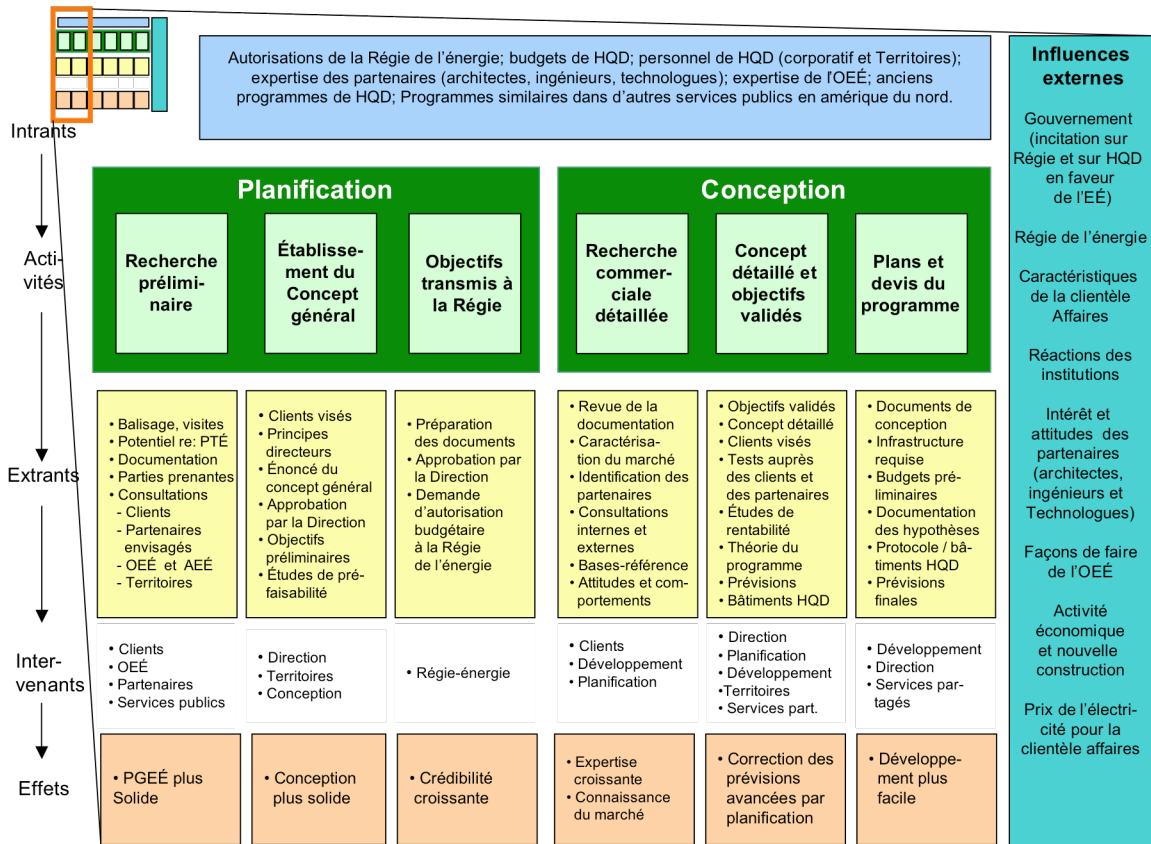 Autorisations de la Régie de l'énergie; budgets de HQD; personnel de HQD (corporatif et Territoires);
expertise des partenaires (architectes, ingénieurs, technologues); expertise de l'OEÉ; anciens
programmes de HQD; Programmes similaires dans d'autres services publics en amérique du nord.
Influences
externes
Gouvernement
(incitation sur
Régie et sur HQD
en faveur
de l'EÉ)
Régie de l'énergie
Caractéristiques
de la clientèle
Affaires
Réactions des
institutions
Intérêt et
attitudes des
partenaires
(architectes,
ingénieurs et
Technologues)
Façons de faire
de l'OEÉ
Activité
économique
et nouvelle
construction
Prix de l'électri-
cité pour la
clientèle affaires
Intrants
Acti-
vités
Planification
Recherche
prélimi-
naire
Établisse-
ment du
Concept
général
Objectifs
transmis à
la Régie
Conception
Recherche
commer-
ciale
détaillée
Concept
détaillé et
objectifs
validés
Plans et
devis du
programme
Extrants
• Balisage, visites
• Potentiel re: PTÉ
• Documentation
• Parties prenantes
• Consultations
- Clients
- Partenaires
envisagés
- OEÉ et AEÉ
- Territoires
• Clients visés
• Principes
directeurs
• Énoncé du
concept général
• Approbation
par la Direction
• Objectifs
préliminaires
• Études de pré-
faisabilité
• Préparation
des documents
• Approbation par
la Direction
• Demande
d'autorisation
budgétaire
à la Régie
de l'énergie
• Revue de la
documentation
• Caractérisa-
tion du marché
• Identification des
partenaires
• Consultations
internes et
externes
• Bases-référence
• Attitudes et com-
portements
• Objectifs validés
• Concept détaillé
• Clients visés
• Tests auprès
des clients et
des partenaires
• Études de
rentabilité
• Théorie du
programme
• Prévisions
• Bâtiments HQD
• Documents de
conception
• Infrastructure
requise
• Budgets pré-
liminaires
• Documentation
des hypothèses
• Protocole / bâ-
timents HQD
• Prévisions
finales
Inter-
venants
• Clients
• OEÉ
• Partenaires
• Services publics
• Direction
• Territoires
• Conception
• Régie-énergie
• Clients
• Développement
• Planification
• Direction
• Planification
• Développement
•Territoires
• Services part.
• Développement
• Direction
• Services par-
tagés
Effets
• PGEÉ plus
Solide
• Conception
plus solide
• Crédibilité
croissante
• Expertise
croissante
• Connaissance
du marché
• Correction des
prévisions
avancées par
planification
• Développe-
ment plus
facile